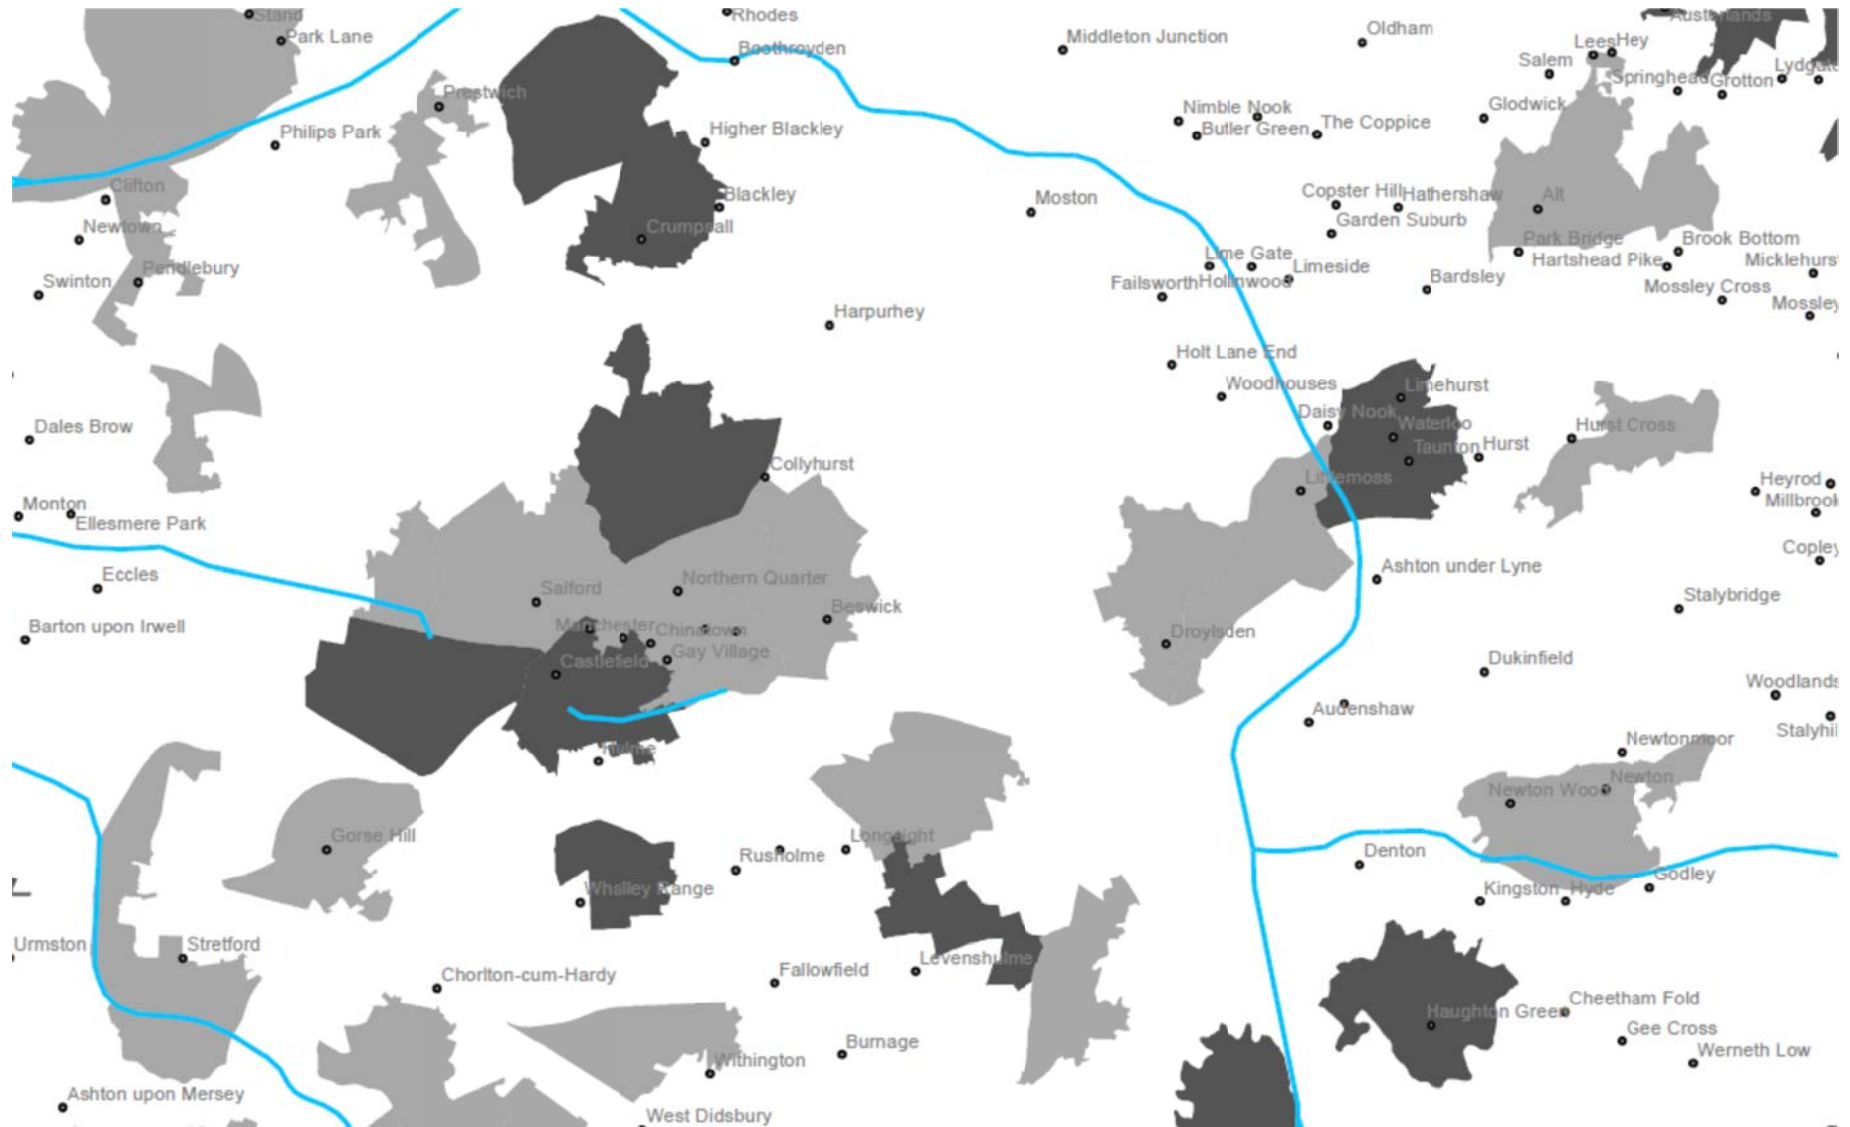 Stand
Rhodes
Austerlands
Park Lane
Middleton Junction
Oldham
Lees
Hey
Boothroyden
Salem
Springhead
Grotton
Prestwich
Nimble Nook
Glodwick
Philips Park
Higher Blackley
Butler Green
The Coppice
Clifton
Blackley
Moston
Copster Hill
Hathershaw
Alt
Newtown
Crumpsall
Garden Suburb
Park Bridge
Brook Bottom
Pendlebury
Lime Gate
Limeside
Hartshead Pike
Swinton
Failsworth
Hollinwood
Bardsley
Mossley Cross
Mossley
Harpurhey
Holt Lane End
Woodhouses
Limehurst
Daisy Nook
Waterloo
Hurst Cross
Dales Brow
Taunton
Hurst
Collyhurst
Littlemoss
Heyrod
Monton
Ellesmere Park
Copley
Eccles
Salford
Northern Quarter
Ashton under Lyne
Stalybridge
Barton upon Irwell
Manchester
Chinatown
Beswick
Droylsden
Castlefield
Gay Village
Dukinfield
Audenshaw
Hulme
Newtonmoor
Newton
Newton Wood
Gorse Hill
Longsight
Rusholme
Denton
Whalley Range
Kingston
Hyde
Godley
Urmston
Stretford
Levenshulme
Chorlton-cum-Hardy
Fallowfield
Haughton Green
Cheetham Fold
Burnage
Gee Cross
Withington
Werneth Low
Ashton upon Mersey
West Didsbury